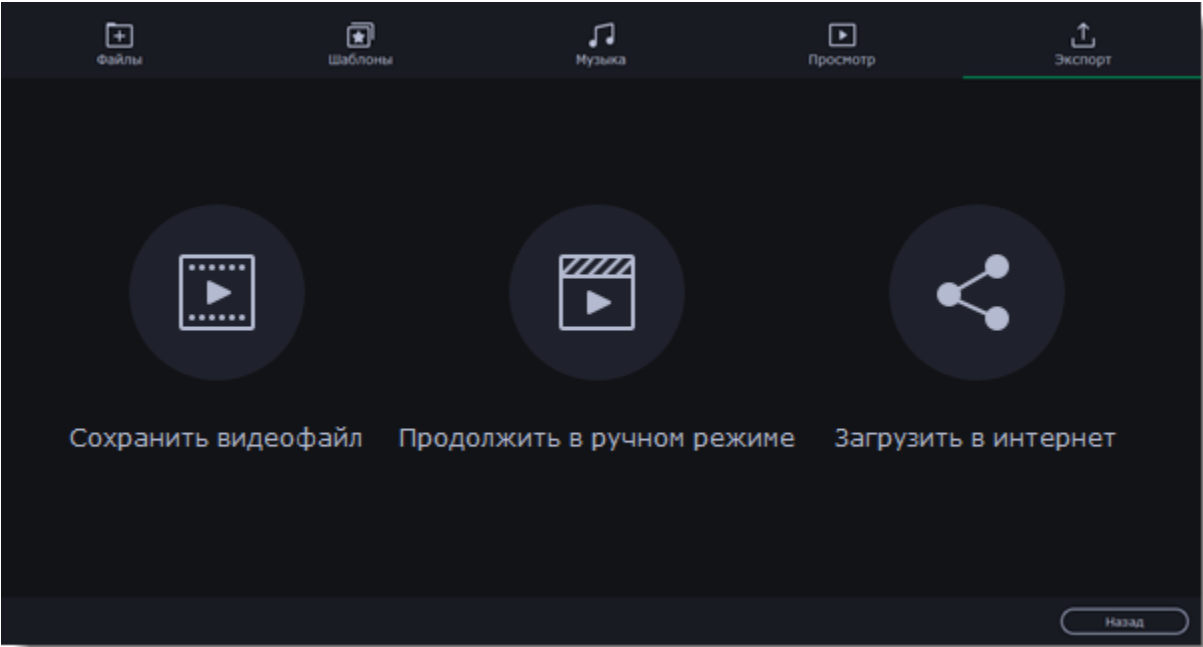 Файлы
Шаблоны
Музыка
Просмотр
Экспорт
Сохранить видеофайл
Продолжить в ручном режиме
Загрузить в интернет
Назад